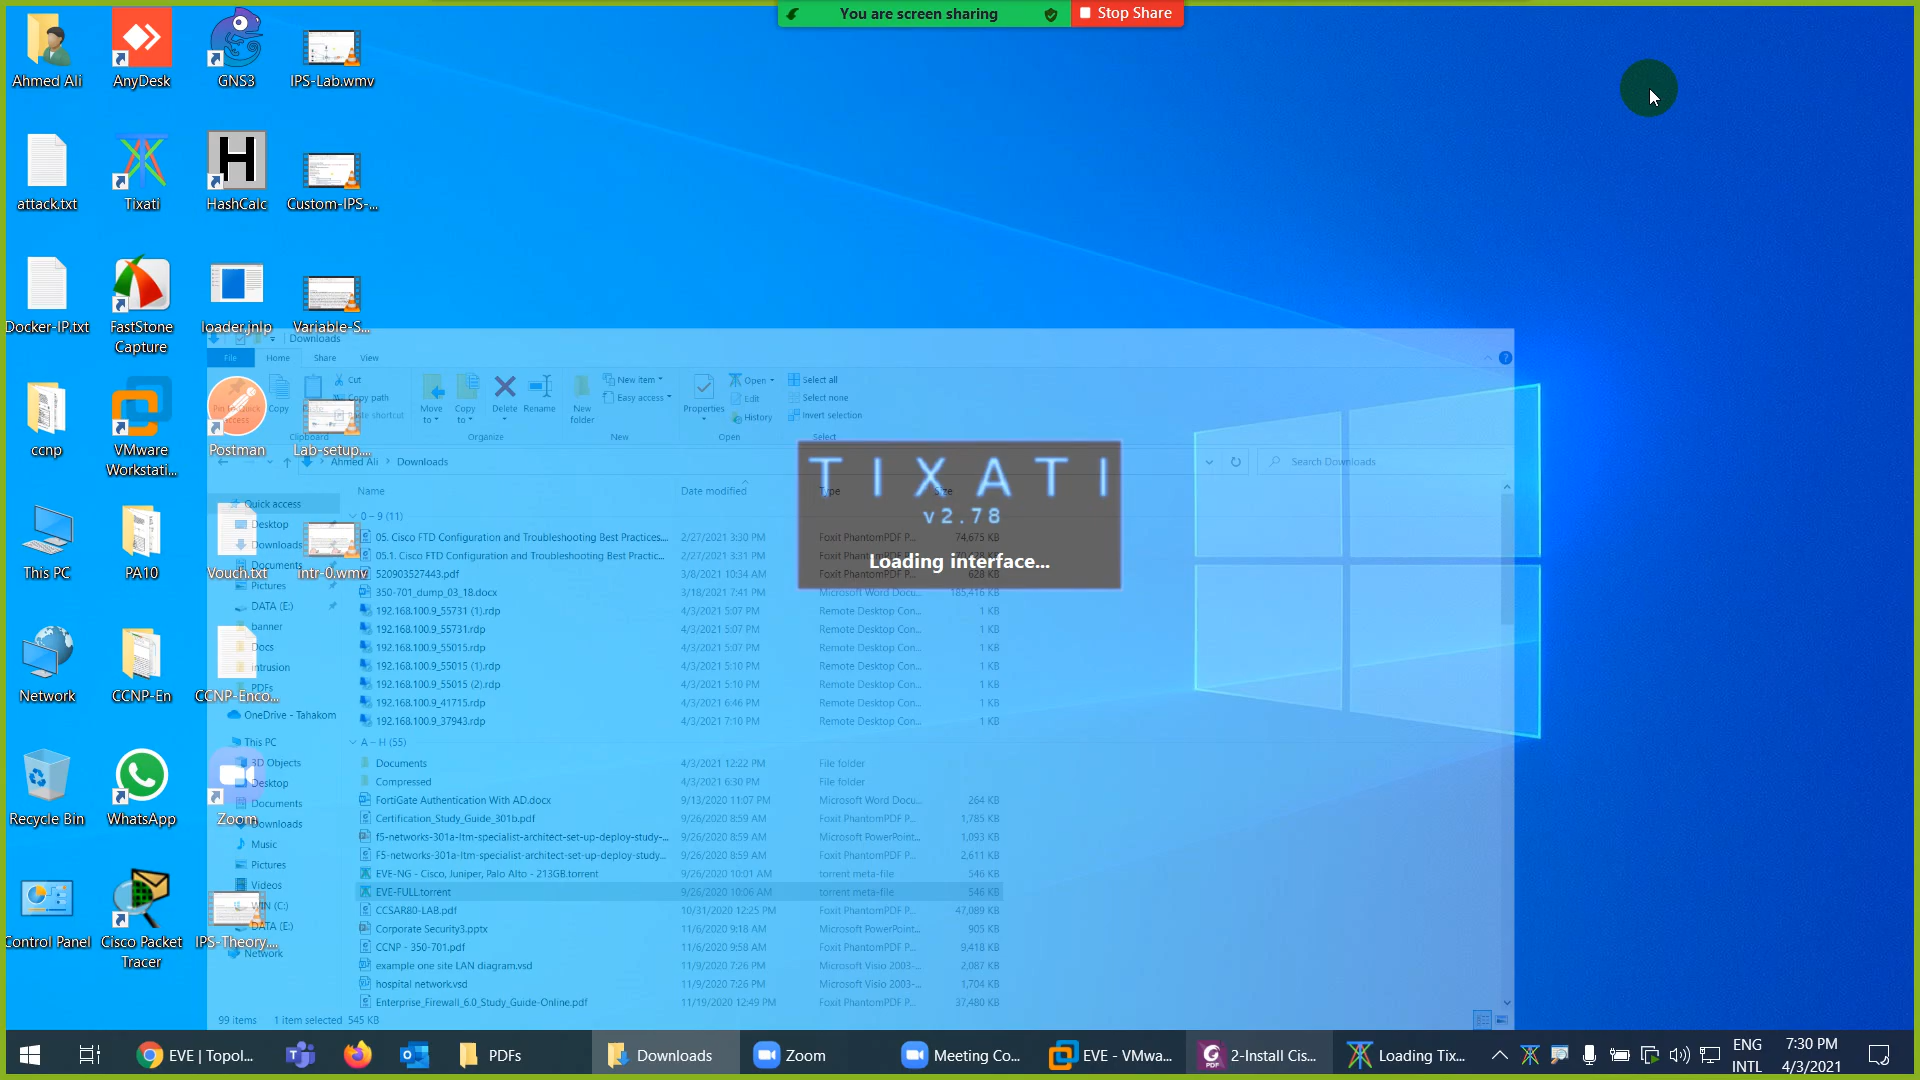 You are screen sharing
Stop Share
Ahmed Ali
AnyDesk
GNS3
IPS-Lab.wmv
attack.txt
Tixati
HashCalc
Custom-IPS-...
Docker-IP.txt
FastStone
Capture
loader.jnlp
Variable-S...
ccnp
VMware
Workstati...
Postman
Lab-setup....
This PC
PA10
Vouch.txt
intr-0.wmv
Network
CCNP-En
CCNP-Enco...
Recycle Bin
WhatsApp
Zoom
Control Panel
Cisco Packet
Tracer
IPS-Theory....
Downloads
File Home Share View
Copy
Cut
Copy path
Clipboard
Move
to
Copy
to
Delete
Rename
Organize
New
folder
New item
Easy access
New
Properties
Open
Edit
History
Open
Select all
Select none
Invert selection
Select
Ahmed Ali > Downloads
Search Downloads
Quick access
Desktop
Downloads
Documents
Pictures
DATA (E:)
banner
Docs
intrusion
PDFs
OneDrive - Tahakom
This PC
3D Objects
Desktop
Documents
Downloads
Music
Pictures
Videos
WIN (C:)
DATA (E:)
Network
Name Date modified Type Size
0 – 9 (11)
05. Cisco FTD Configuration and Troubleshooting Best Practices... 2/27/2021 3:30 PM Foxit PhantomPDF P... 74,675 KB
05.1. Cisco FTD Configuration and Troubleshooting Best Practic... 2/27/2021 3:31 PM
520903527443.pdf 3/8/2021 10:34 AM Foxit PhantomPDF P... 628 KB
350-701_dump_03_18.docx 3/18/2021 7:41 PM Microsoft Word Docu... 185,416 KB
192.168.100.9_55731 (1).rdp 4/3/2021 5:07 PM Remote Desktop Con... 1 KB
192.168.100.9_55731.rdp 4/3/2021 5:07 PM Remote Desktop Con... 1 KB
192.168.100.9_55015.rdp 4/3/2021 5:07 PM Remote Desktop Con... 1 KB
192.168.100.9_55015 (1).rdp 4/3/2021 5:10 PM Remote Desktop Con... 1 KB
192.168.100.9_55015 (2).rdp 4/3/2021 5:10 PM Remote Desktop Con... 1 KB
192.168.100.9_41715.rdp 4/3/2021 6:46 PM Remote Desktop Con... 1 KB
192.168.100.9_37943.rdp 4/3/2021 7:10 PM Remote Desktop Con... 1 KB
A – H (55)
Documents 4/3/2021 12:22 PM File folder
Compressed 4/3/2021 6:30 PM File folder
FortiGate Authentication With AD.docx 9/13/2020 11:07 PM Microsoft Word Docu... 264 KB
Certification_Study_Guide_301b.pdf 9/26/2020 8:59 AM Foxit PhantomPDF P... 1,785 KB
f5-networks-301a-ltm-specialist-architect-set-up-deploy-study-... 9/26/2020 8:59 AM Microsoft PowerPoint... 1,093 KB
F5-networks-301a-ltm-specialist-architect-set-up-deploy-study... 9/26/2020 8:59 AM Foxit PhantomPDF P... 2,611 KB
EVE-NG - Cisco, Juniper, Palo Alto - 213GB.torrent 9/26/2020 10:01 AM torrent meta-file 546 KB
EVE-FULL.torrent 9/26/2020 10:06 AM torrent meta-file 546 KB
CCSAR80-LAB.pdf 10/31/2020 12:25 PM Foxit PhantomPDF P... 47,089 KB
Corporate Security3.pptx 11/6/2020 9:18 AM Microsoft PowerPoint... 905 KB
CCNP - 350-701.pdf 11/6/2020 9:58 AM Foxit PhantomPDF P... 9,418 KB
example one site LAN diagram.vsd 11/9/2020 7:26 PM Microsoft Visio 2003-... 2,087 KB
hospital network.vsd 11/9/2020 7:26 PM Microsoft Visio 2003-... 1,704 KB
Enterprise_Firewall_6.0_Study_Guide-Online.pdf 11/19/2020 12:49 PM Foxit PhantomPDF P... 37,480 KB
99 items 1 item selected 545 KB
TIXATI
v2.78
Loading interface...
EVE | Topol...
PDFs
Downloads
Zoom
Meeting Co...
EVE - VMwa...
2-Install Cis...
Loading Tix...
ENG
INTL
7:30 PM
4/3/2021